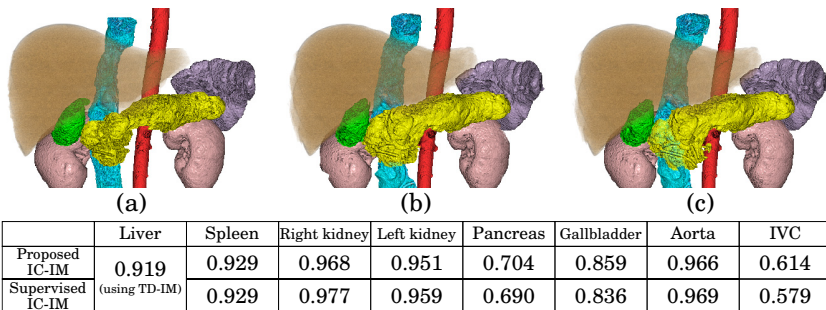 (a) (b) (c)
Liver Spleen Right kidney Left kidney Pancreas Gallbladder Aorta IVC
Proposed IC-IM 0.919 (using TD-IM) 0.929 0.968 0.951 0.704 0.859 0.966 0.614
Supervised IC-IM 0.929 0.977 0.959 0.690 0.836 0.969 0.579